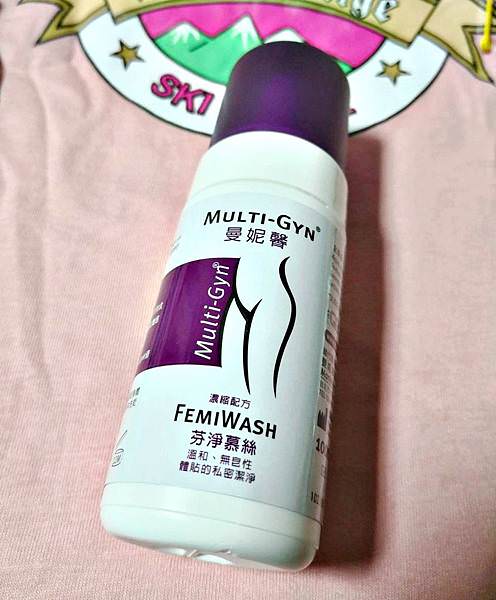 SKI
MULTI-GYN®
曼妮馨
Multi-Gyn®
濃縮配方
FEMIWASH
芬淨慕絲
溫和、無皂性
體貼的私密潔淨